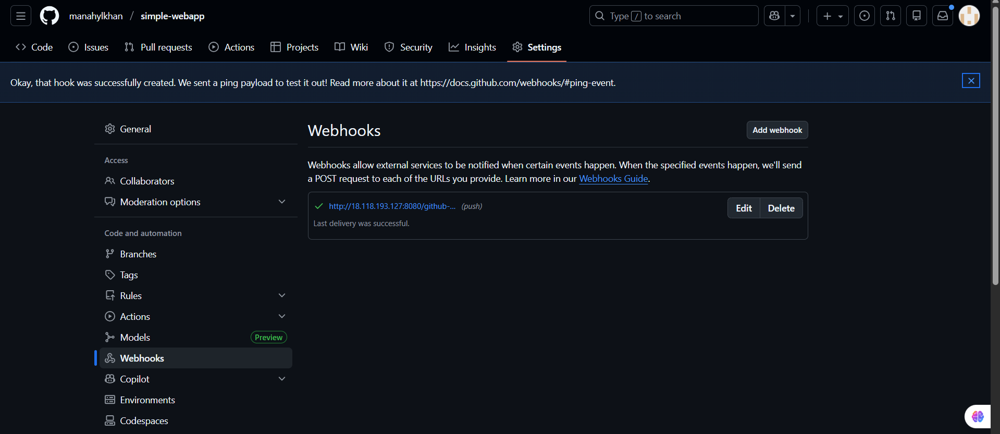 manahylkhan / simple-webapp
Type / to search
Code
Issues
Pull requests
Actions
Projects
Wiki
Security
Insights
Settings
Okay, that hook was successfully created. We sent a ping payload to test it out! Read more about it at https://docs.github.com/webhooks/#ping-event.
General
Access
Collaborators
Moderation options
Code and automation
Branches
Tags
Rules
Actions
Models
Preview
Webhooks
Copilot
Environments
Codespaces
Webhooks
Add webhook
Webhooks allow external services to be notified when certain events happen. When the specified events happen, we'll send
a POST request to each of the URLs you provide. Learn more in our Webhooks Guide.
http://18.118.193.127:8080/github-... (push)
Edit
Delete
Last delivery was successful.